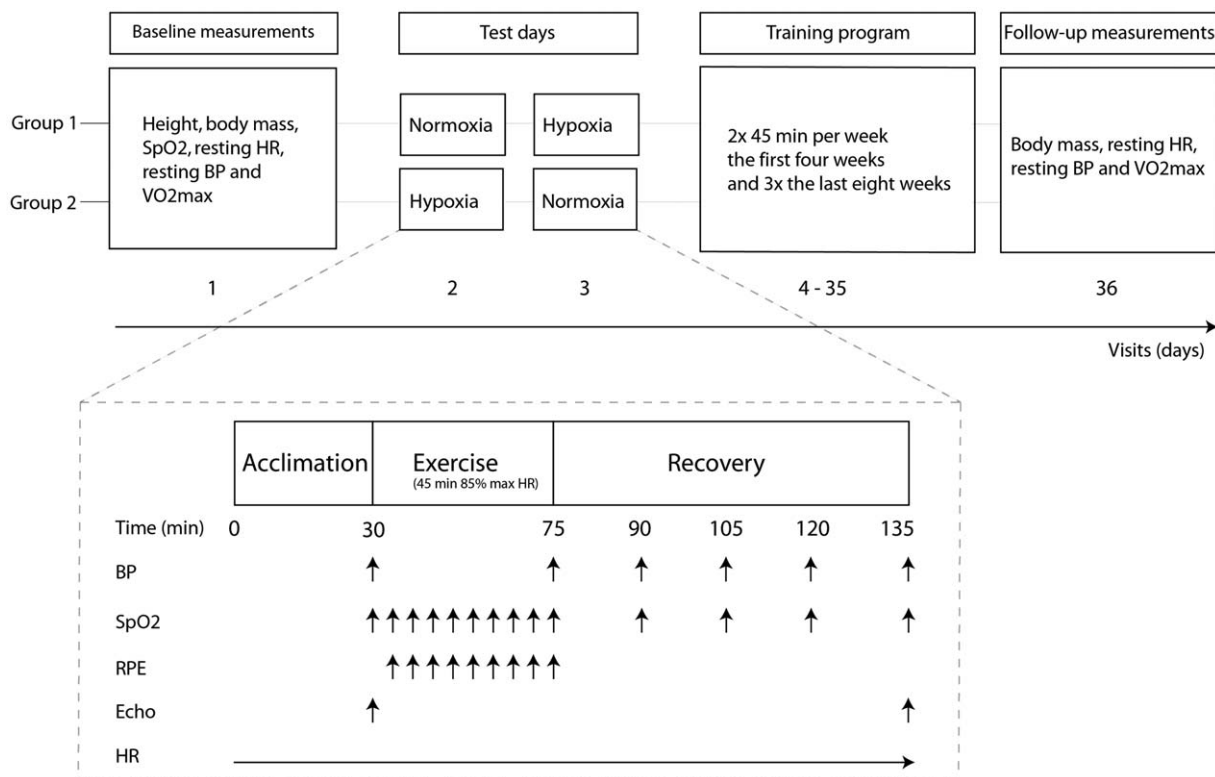 Baseline measurements
Test days
Training program
Follow-up measurements
Group 1
Group 2
Height, body mass,
SpO2, resting HR,
resting BP and
VO2max
Normoxia
Hypoxia
Hypoxia
Normoxia
2x 45 min per week
the first four weeks
and 3x the last eight weeks
Body mass, resting HR,
resting BP and VO2max
1
2
3
4 - 35
36
Visits (days)
Acclimation
Exercise
(45 min 85% max HR)
Recovery
Time (min) 0 30 75 90 105 120 135
BP
SpO2
RPE
Echo
HR